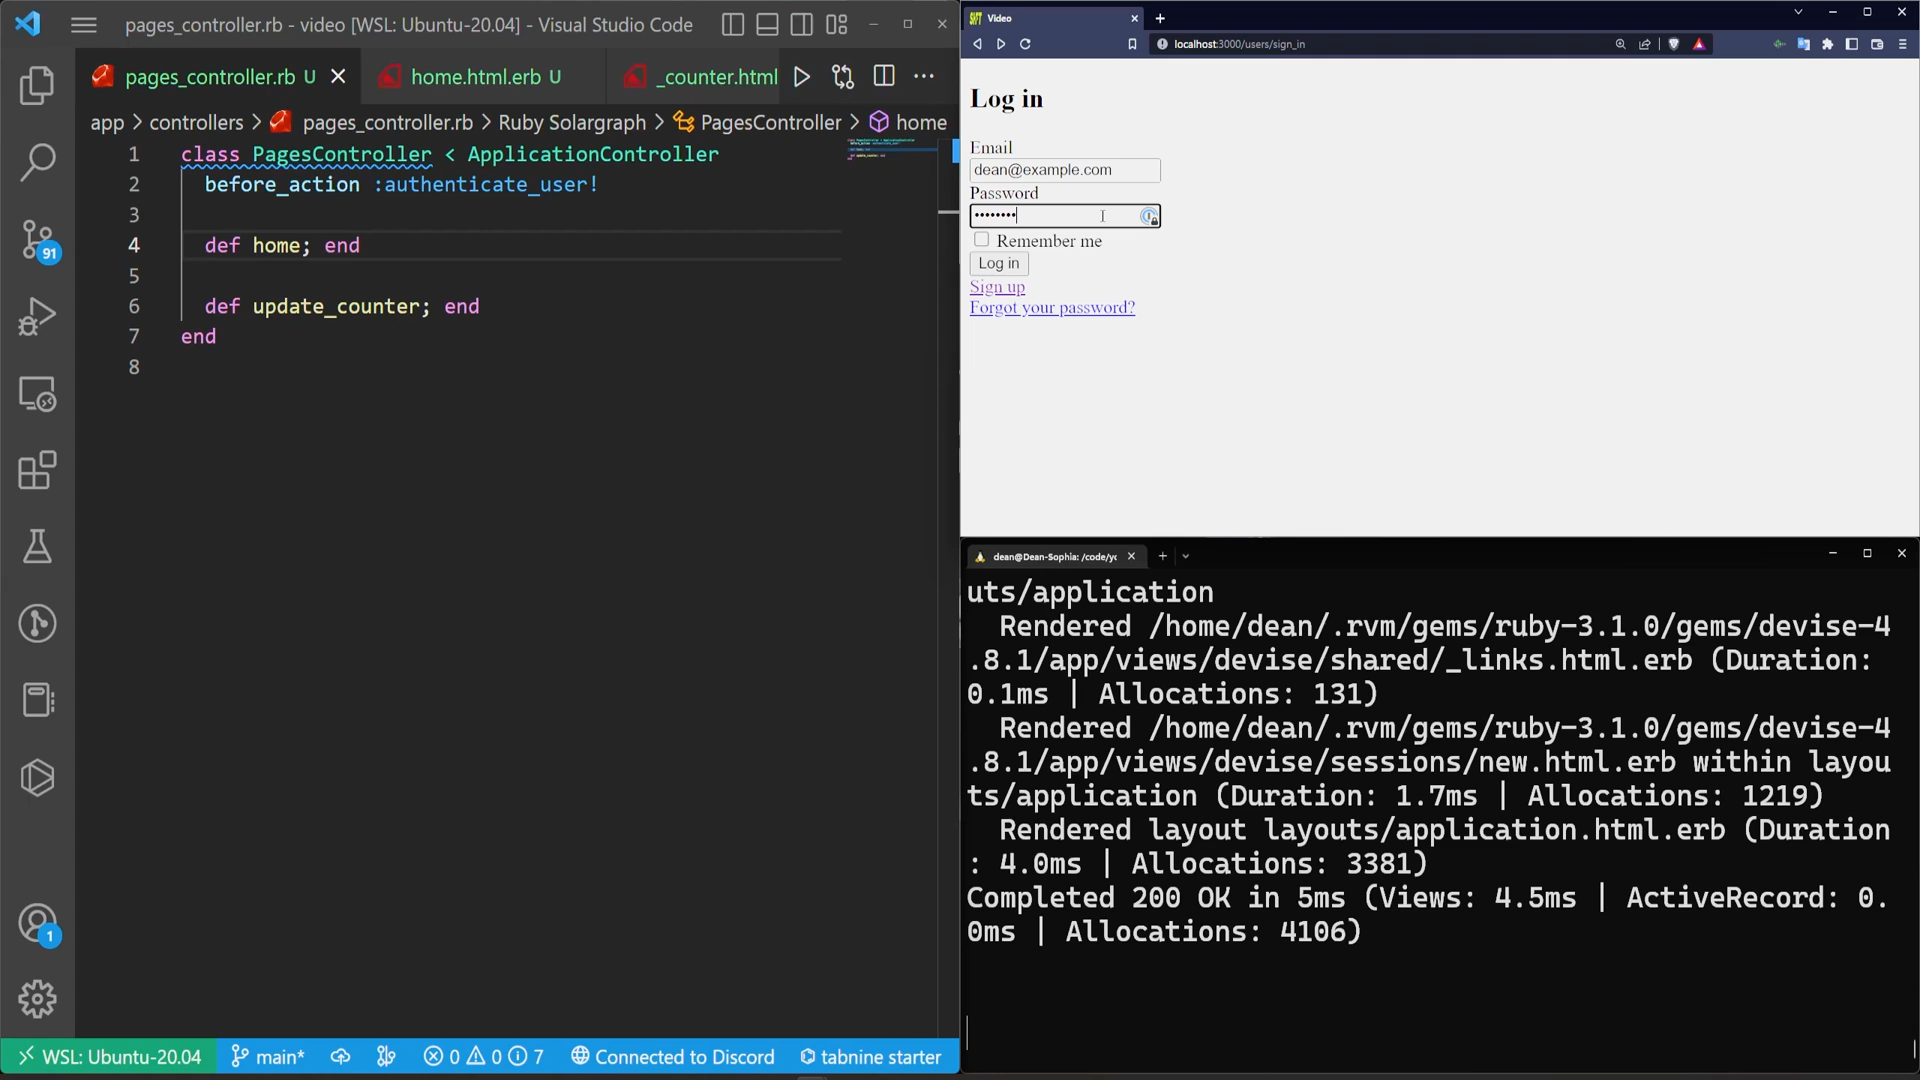 pages_controller.rb - video [WSL: Ubuntu-20.04] - Visual Studio Code
pages_controller.rb U
home.html.erb U
_counter.html
app > controllers > pages_controller.rb > Ruby Solargraph > PagesController > home
1 class PagesController < ApplicationController
2 before_action :authenticate_user!
3
4 def home; end
5
6 def update_counter; end
7 end
8
91
1
WSL: Ubuntu-20.04
main*
0 0 7
Connected to Discord
tabnine starter
Video
localhost:3000/users/sign_in
Log in
Email
dean@example.com
Password
••••••••
Remember me
Log in
Sign up
Forgot your password?
dean@Dean-Sophia: /code/yc
uts/application
Rendered /home/dean/.rvm/gems/ruby-3.1.0/gems/devise-4
.8.1/app/views/devise/shared/_links.html.erb (Duration:
0.1ms | Allocations: 131)
Rendered /home/dean/.rvm/gems/ruby-3.1.0/gems/devise-4
.8.1/app/views/devise/sessions/new.html.erb within layou
ts/application (Duration: 1.7ms | Allocations: 1219)
Rendered layout layouts/application.html.erb (Duration
: 4.0ms | Allocations: 3381)
Completed 200 OK in 5ms (Views: 4.5ms | ActiveRecord: 0.
0ms | Allocations: 4106)